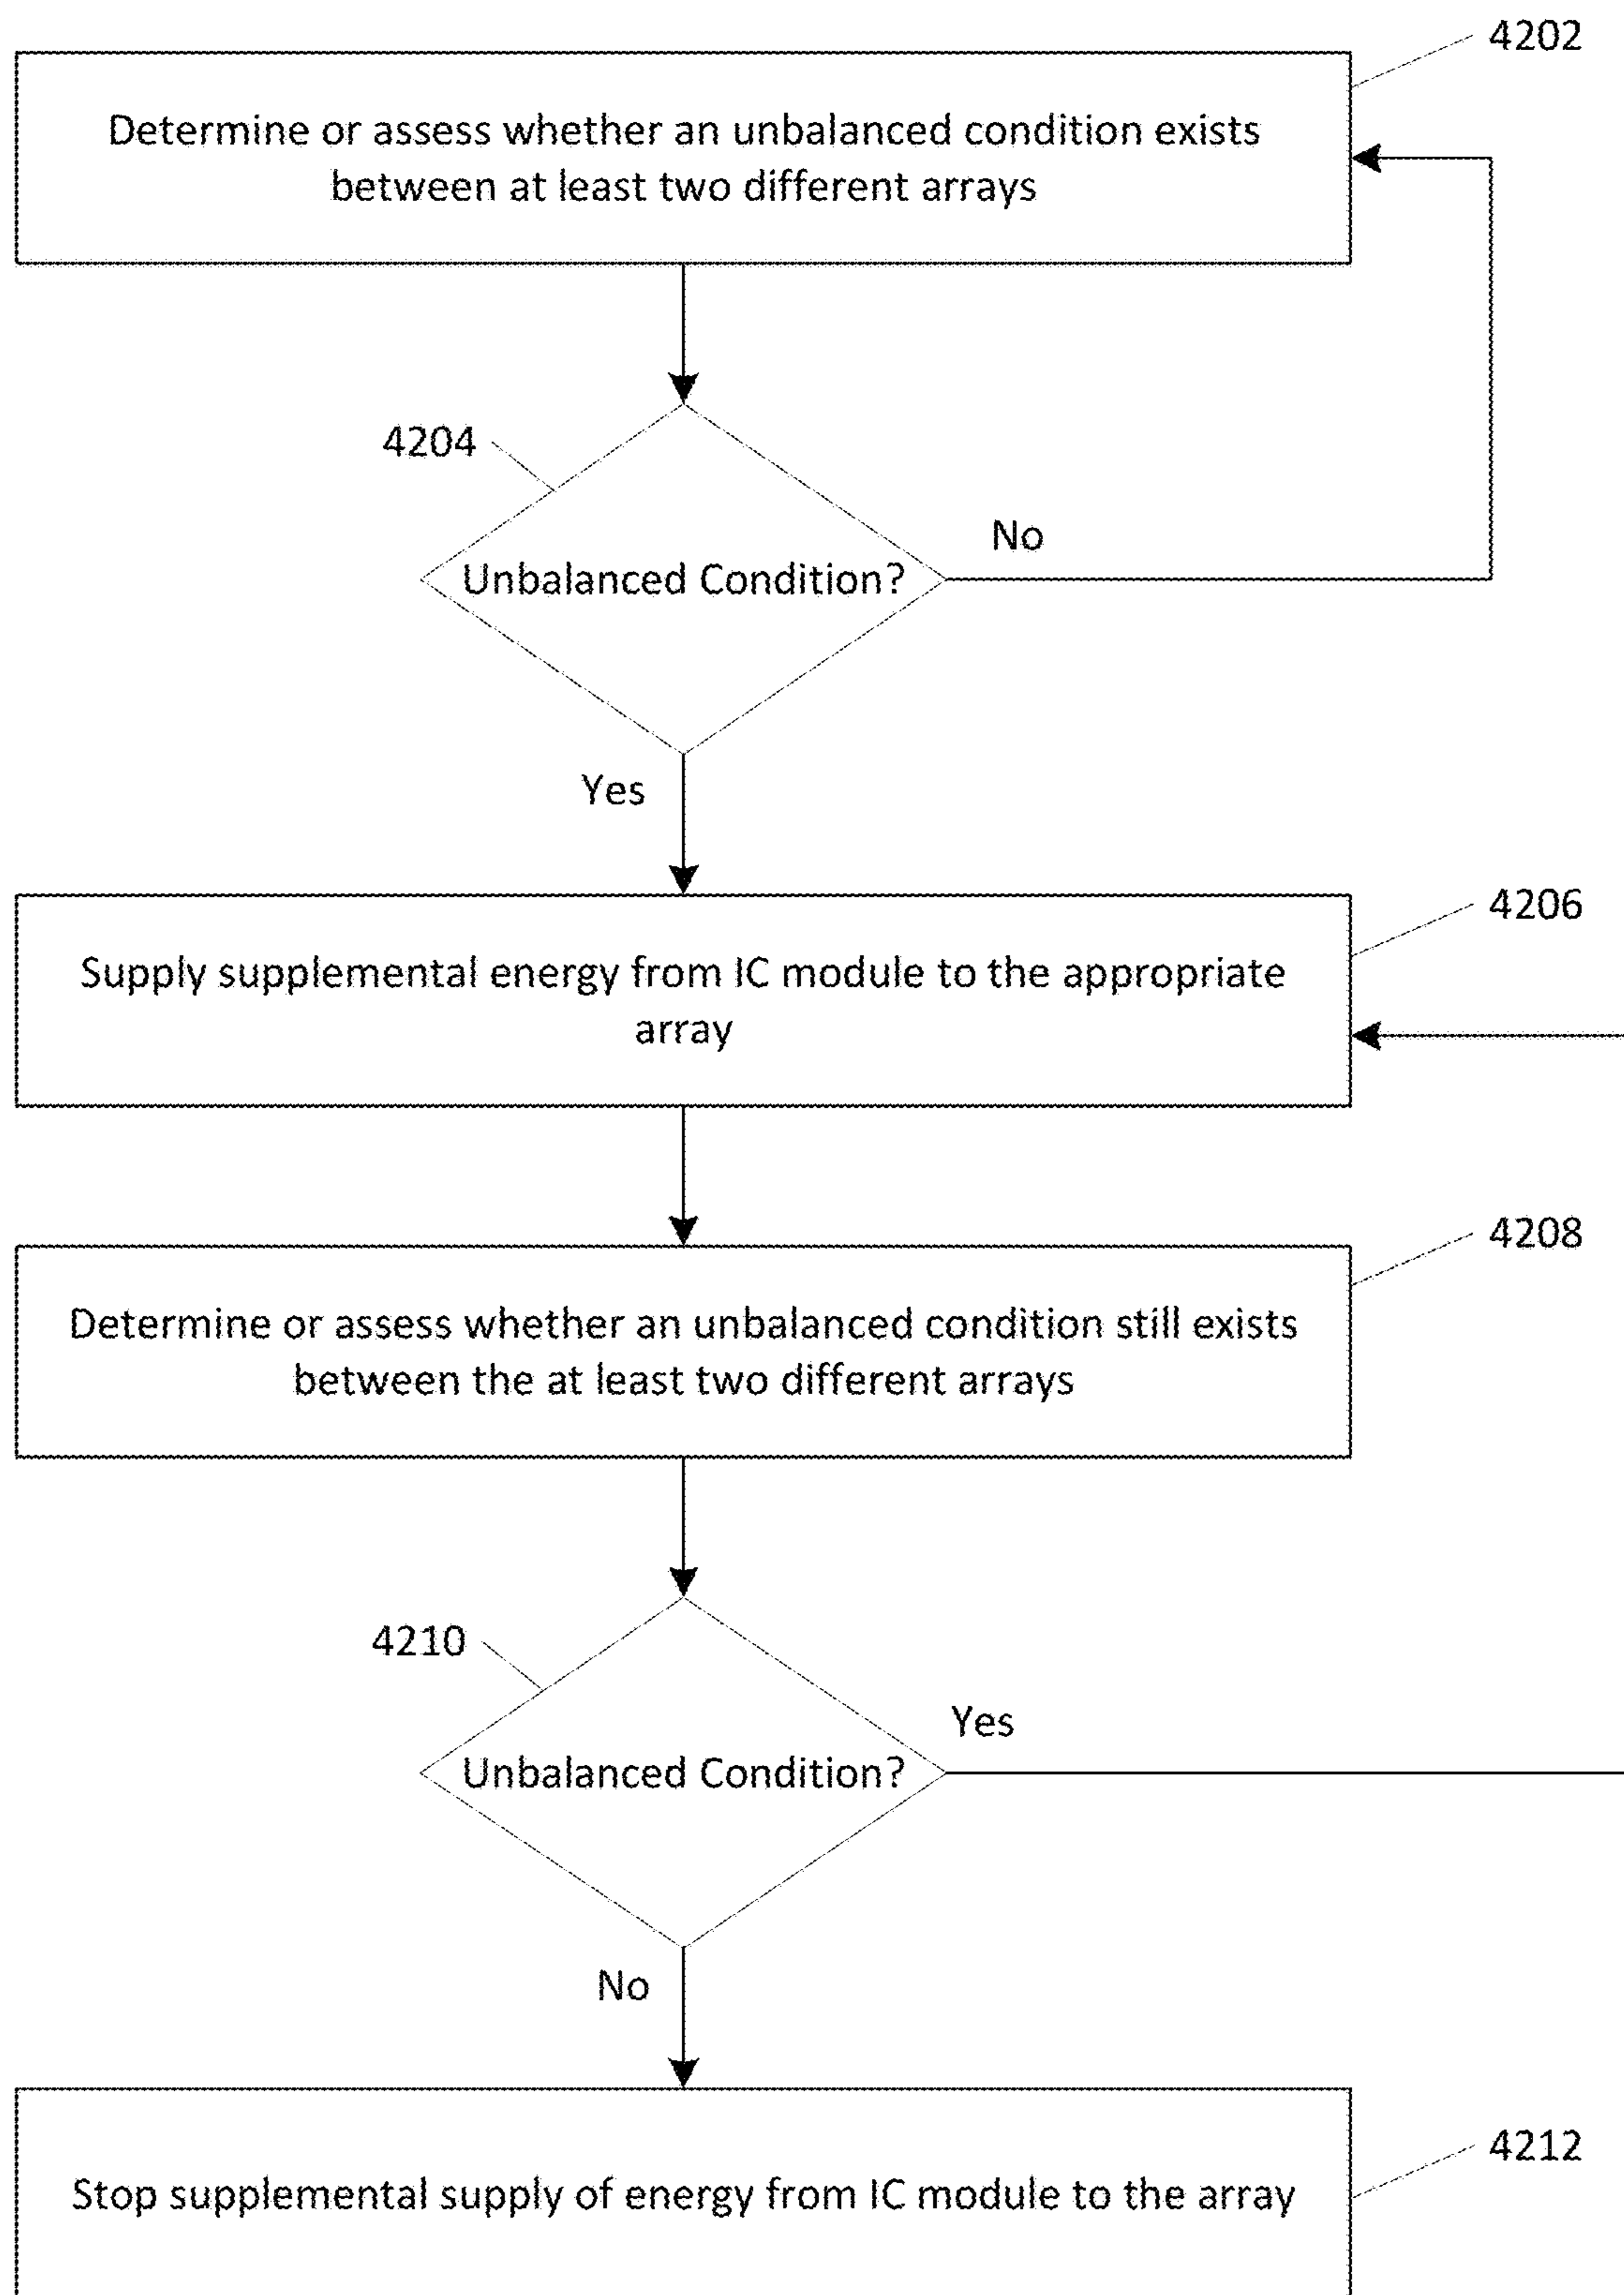 4202
Determine or assess whether an unbalanced condition exists
between at least two different arrays
4204
Unbalanced Condition?
No
Yes
4206
Supply supplemental energy from IC module to the appropriate
array
4208
Determine or assess whether an unbalanced condition still exists
between the at least two different arrays
4210
Unbalanced Condition?
Yes
No
4212
Stop supplemental supply of energy from IC module to the array